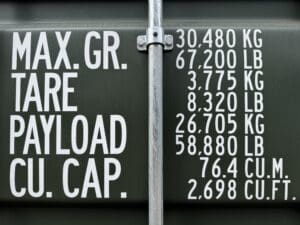 MAX. GR. 30,480 KG
67,200 LB
TARE 3,775 KG
8,320 LB
PAYLOAD 26,705 KG
58,880 LB
CU. CAP. 76.4 CU.M.
2,698 CU.FT.